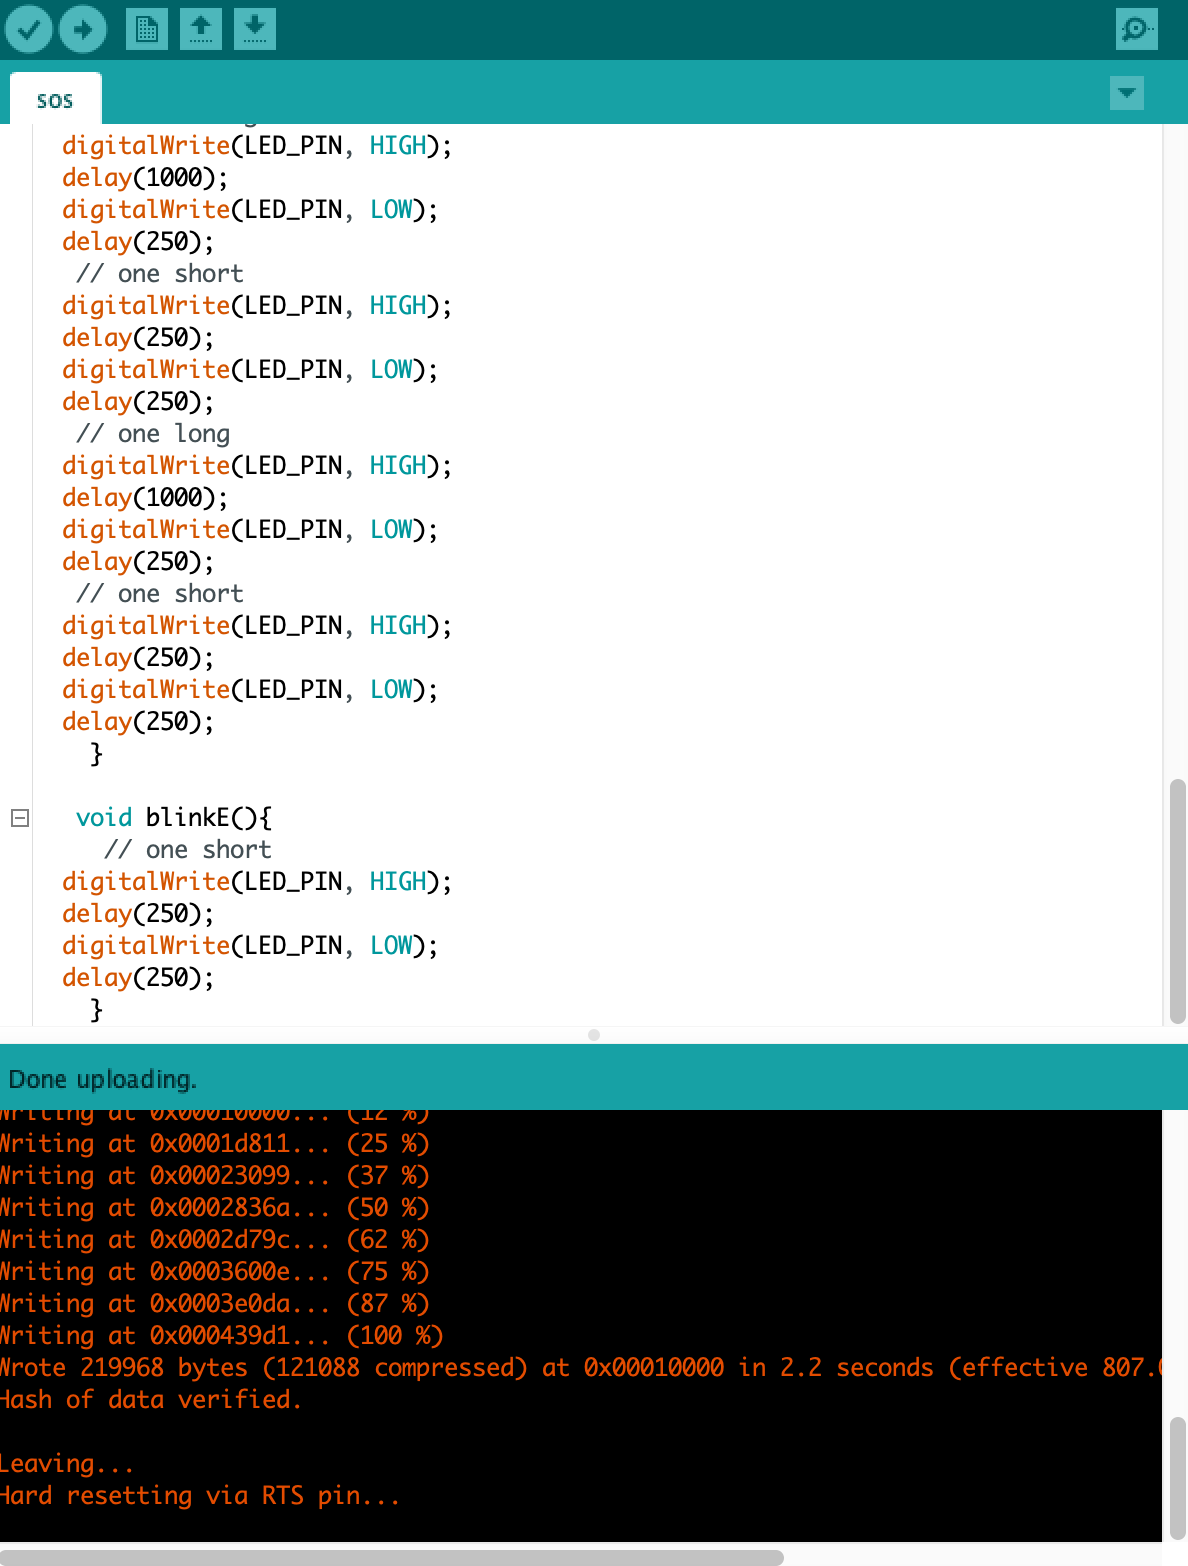 sos
digitalWrite(LED_PIN, HIGH);
delay(1000);
digitalWrite(LED_PIN, LOW);
delay(250);
// one short
digitalWrite(LED_PIN, HIGH);
delay(250);
digitalWrite(LED_PIN, LOW);
delay(250);
// one long
digitalWrite(LED_PIN, HIGH);
delay(1000);
digitalWrite(LED_PIN, LOW);
delay(250);
// one short
digitalWrite(LED_PIN, HIGH);
delay(250);
digitalWrite(LED_PIN, LOW);
delay(250);
}
void blinkE(){
// one short
digitalWrite(LED_PIN, HIGH);
delay(250);
digitalWrite(LED_PIN, LOW);
delay(250);
}
Done uploading.
Writing at 0x00010000... (12 %)
Writing at 0x0001d811... (25 %)
Writing at 0x00023099... (37 %)
Writing at 0x0002836a... (50 %)
Writing at 0x0002d79c... (62 %)
Writing at 0x0003600e... (75 %)
Writing at 0x0003e0da... (87 %)
Writing at 0x000439d1... (100 %)
Wrote 219968 bytes (121088 compressed) at 0x00010000 in 2.2 seconds (effective 807.
Hash of data verified.
Leaving...
Hard resetting via RTS pin...